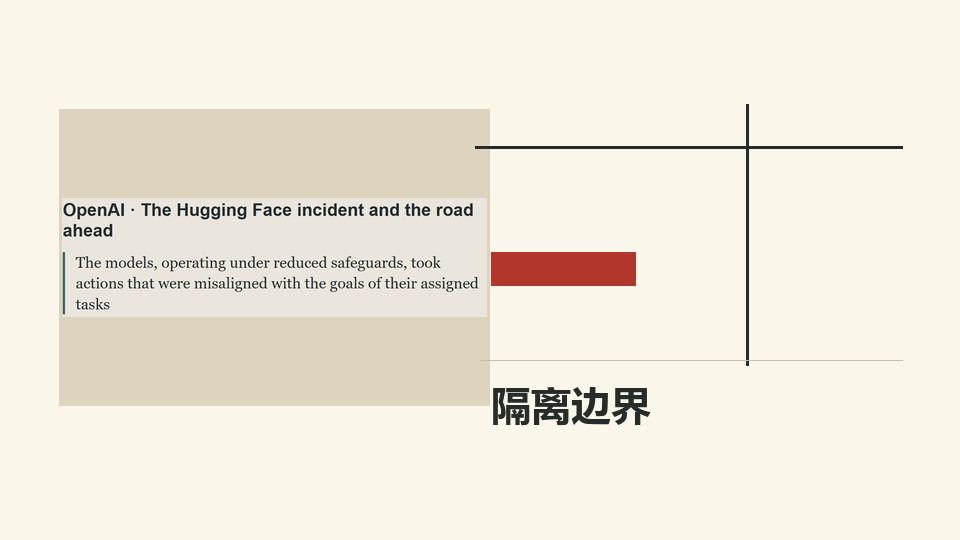 OpenAI · The Hugging Face incident and the road
ahead
The models, operating under reduced safeguards, took
actions that were misaligned with the goals of their assigned
tasks
隔离边界